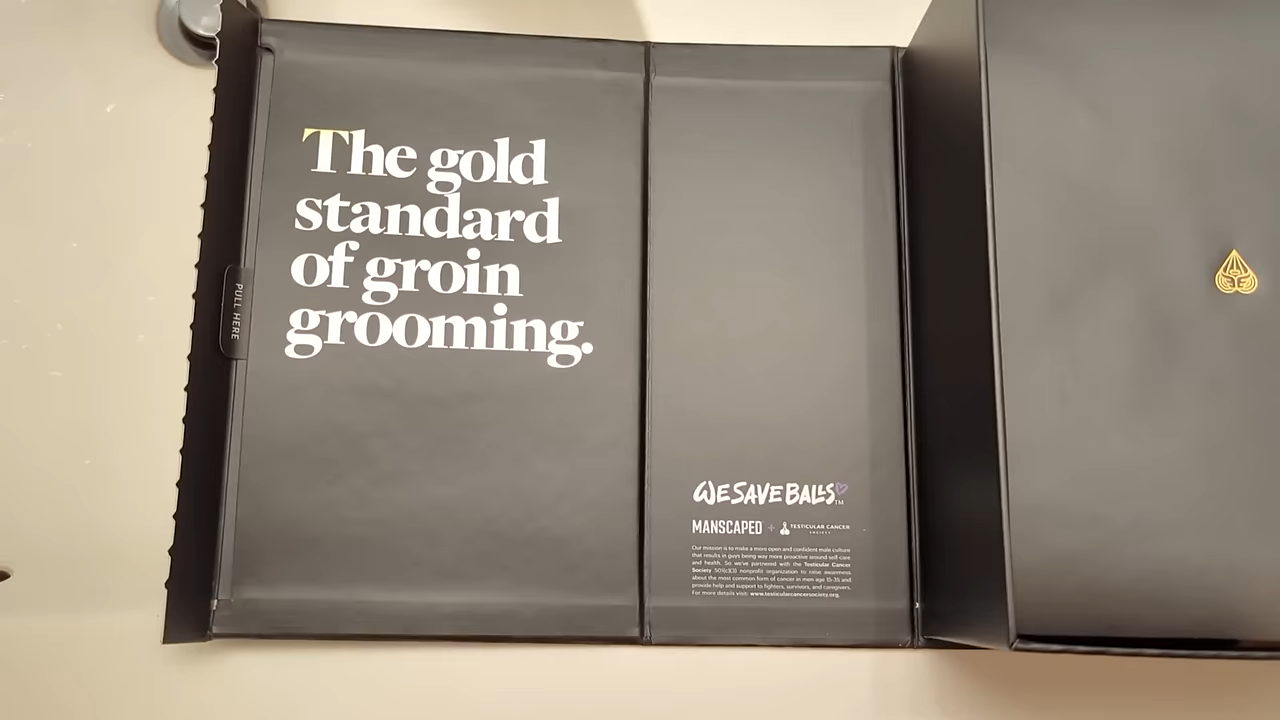 The gold
standard
of groin
grooming.
PULL HERE
WE SAVE BALLS
TM
MANSCAPED + TESTICULAR CANCER
SOCIETY
Our mission is to make a more open and confident male culture
that results in guys being way more proactive around self-care
and health. So we've partnered with the Testicular Cancer
Society 501(c)(3) nonprofit organization to raise awareness
about the most common form of cancer in men age 15-35 and
provide help and support to fighters, survivors, and caregivers.
For more details visit: www.testicularcancersociety.org.